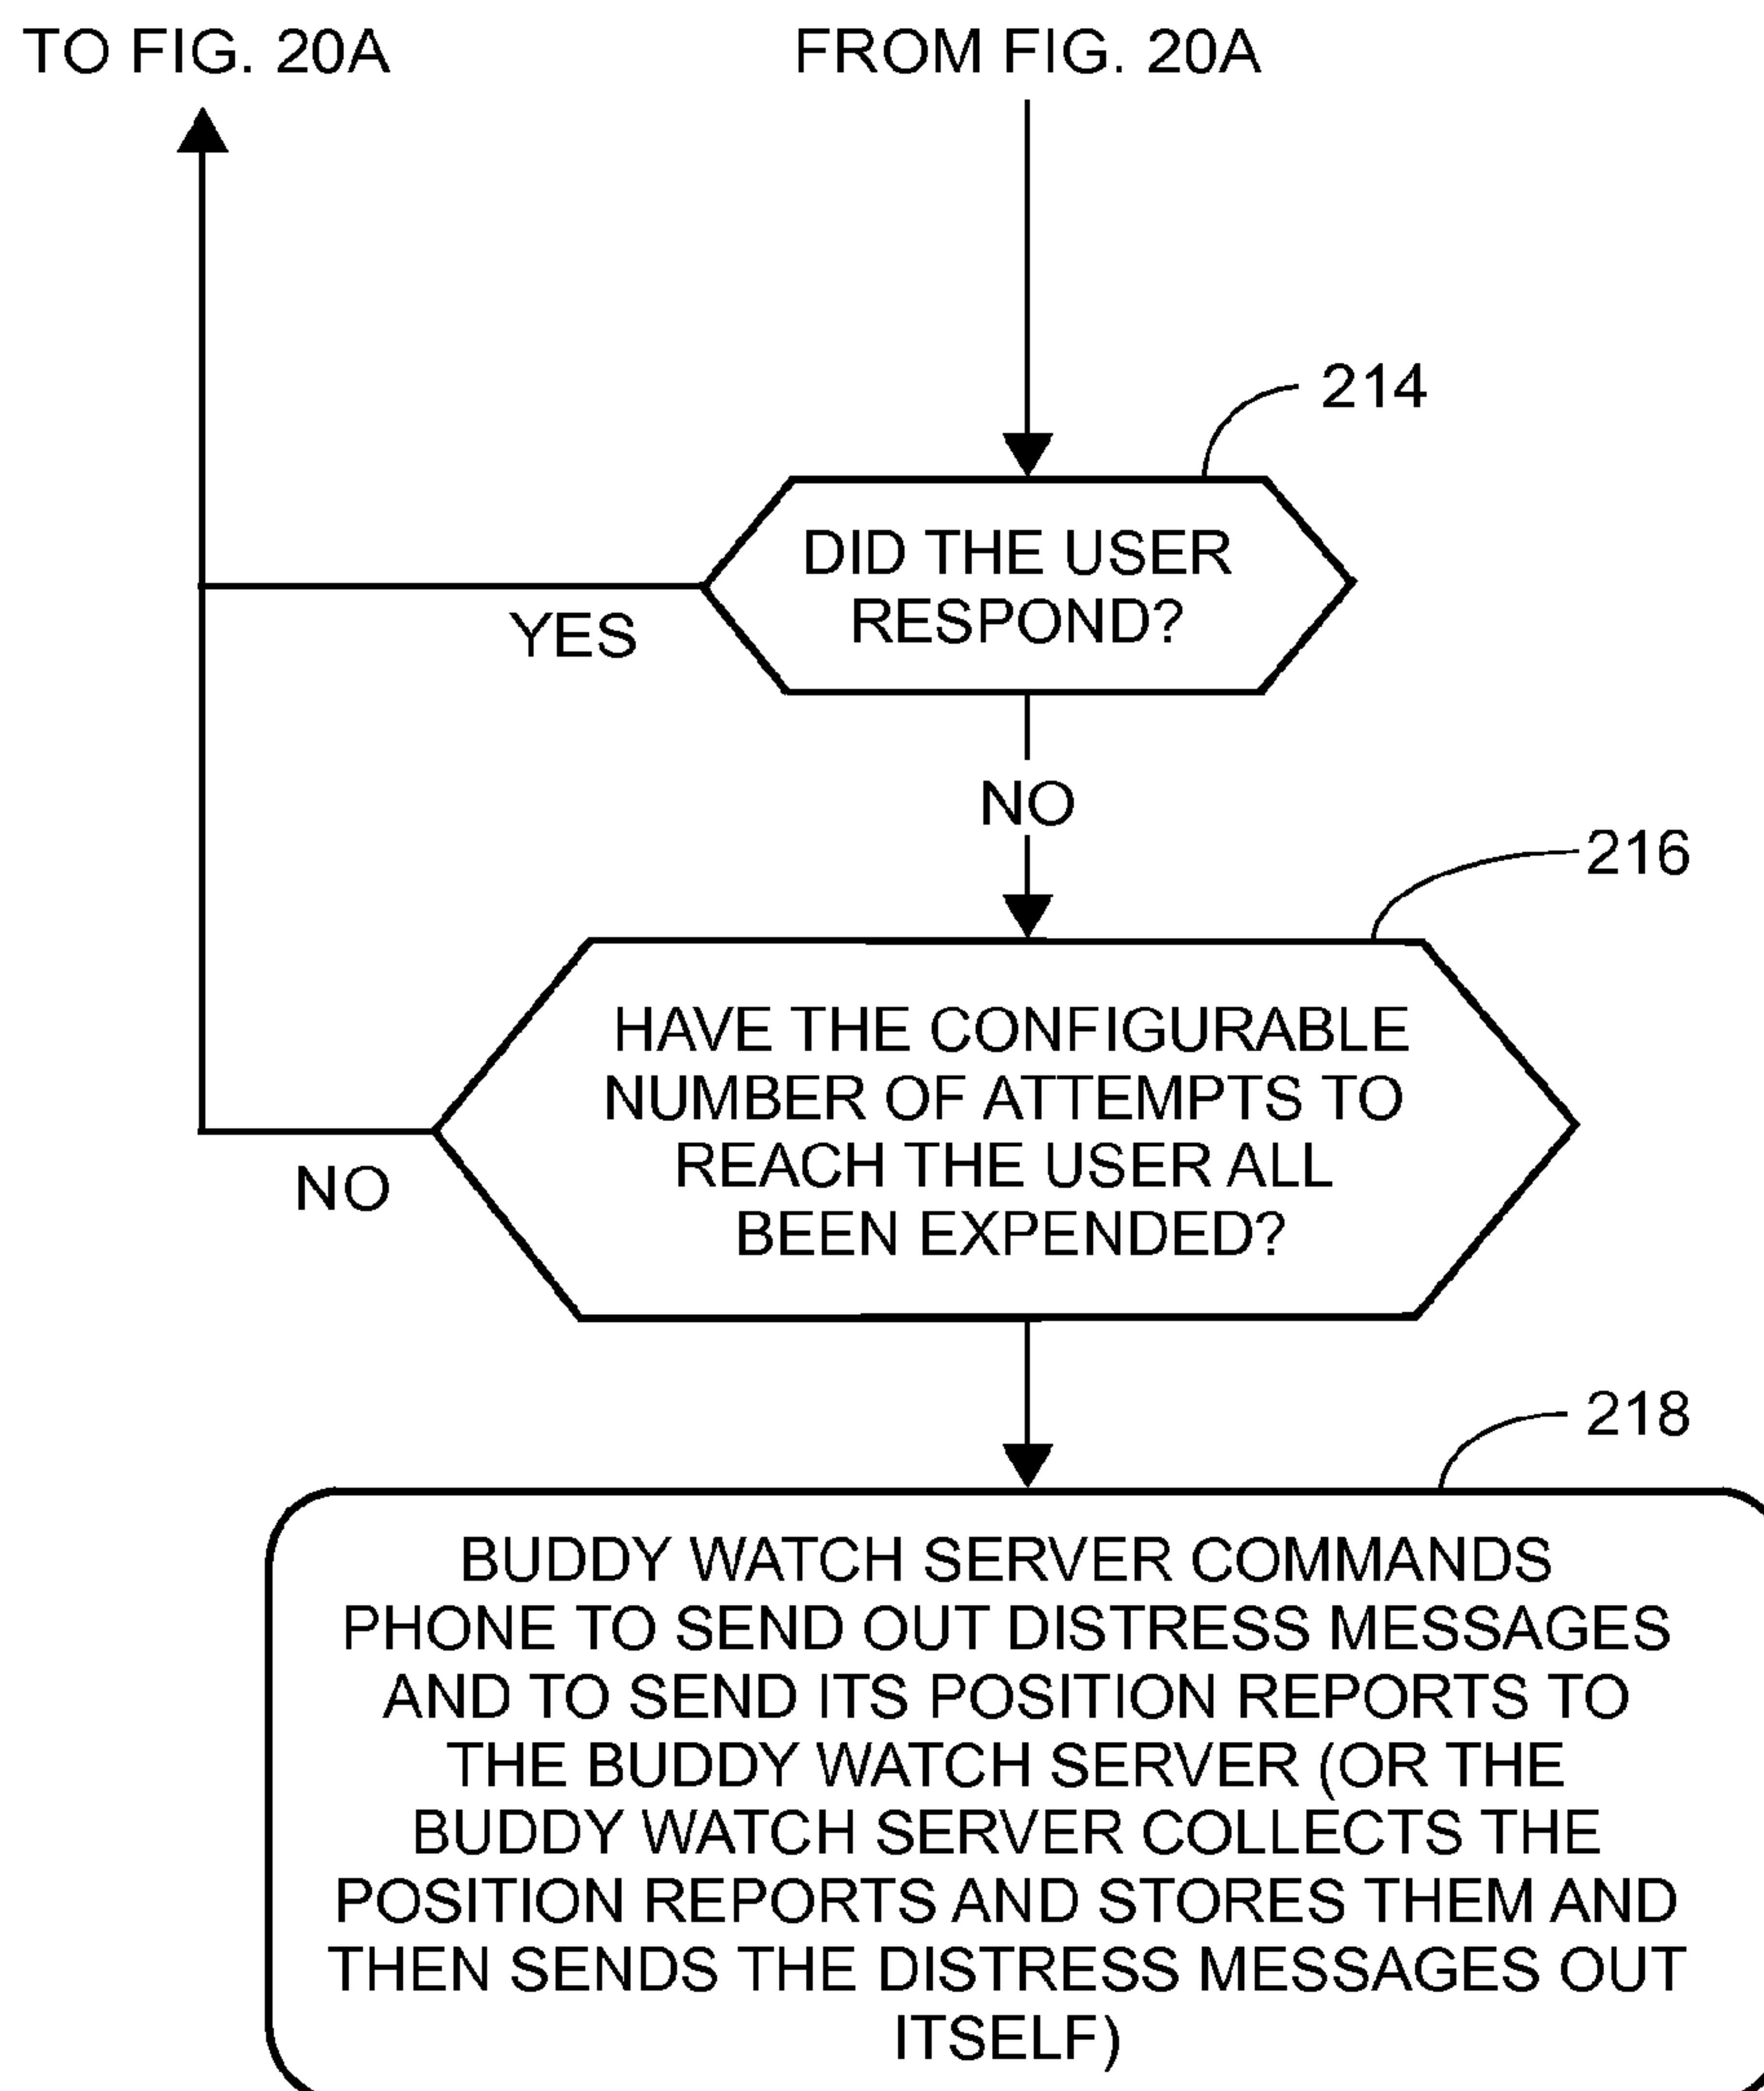 TO FIG. 20A
FROM FIG. 20A
214
DID THE USER
RESPOND?
YES
NO
216
HAVE THE CONFIGURABLE
NUMBER OF ATTEMPTS TO
REACH THE USER ALL
BEEN EXPENDED?
NO
218
BUDDY WATCH SERVER COMMANDS
PHONE TO SEND OUT DISTRESS MESSAGES
AND TO SEND ITS POSITION REPORTS TO
THE BUDDY WATCH SERVER (OR THE
BUDDY WATCH SERVER COLLECTS THE
POSITION REPORTS AND STORES THEM AND
THEN SENDS THE DISTRESS MESSAGES OUT
ITSELF)